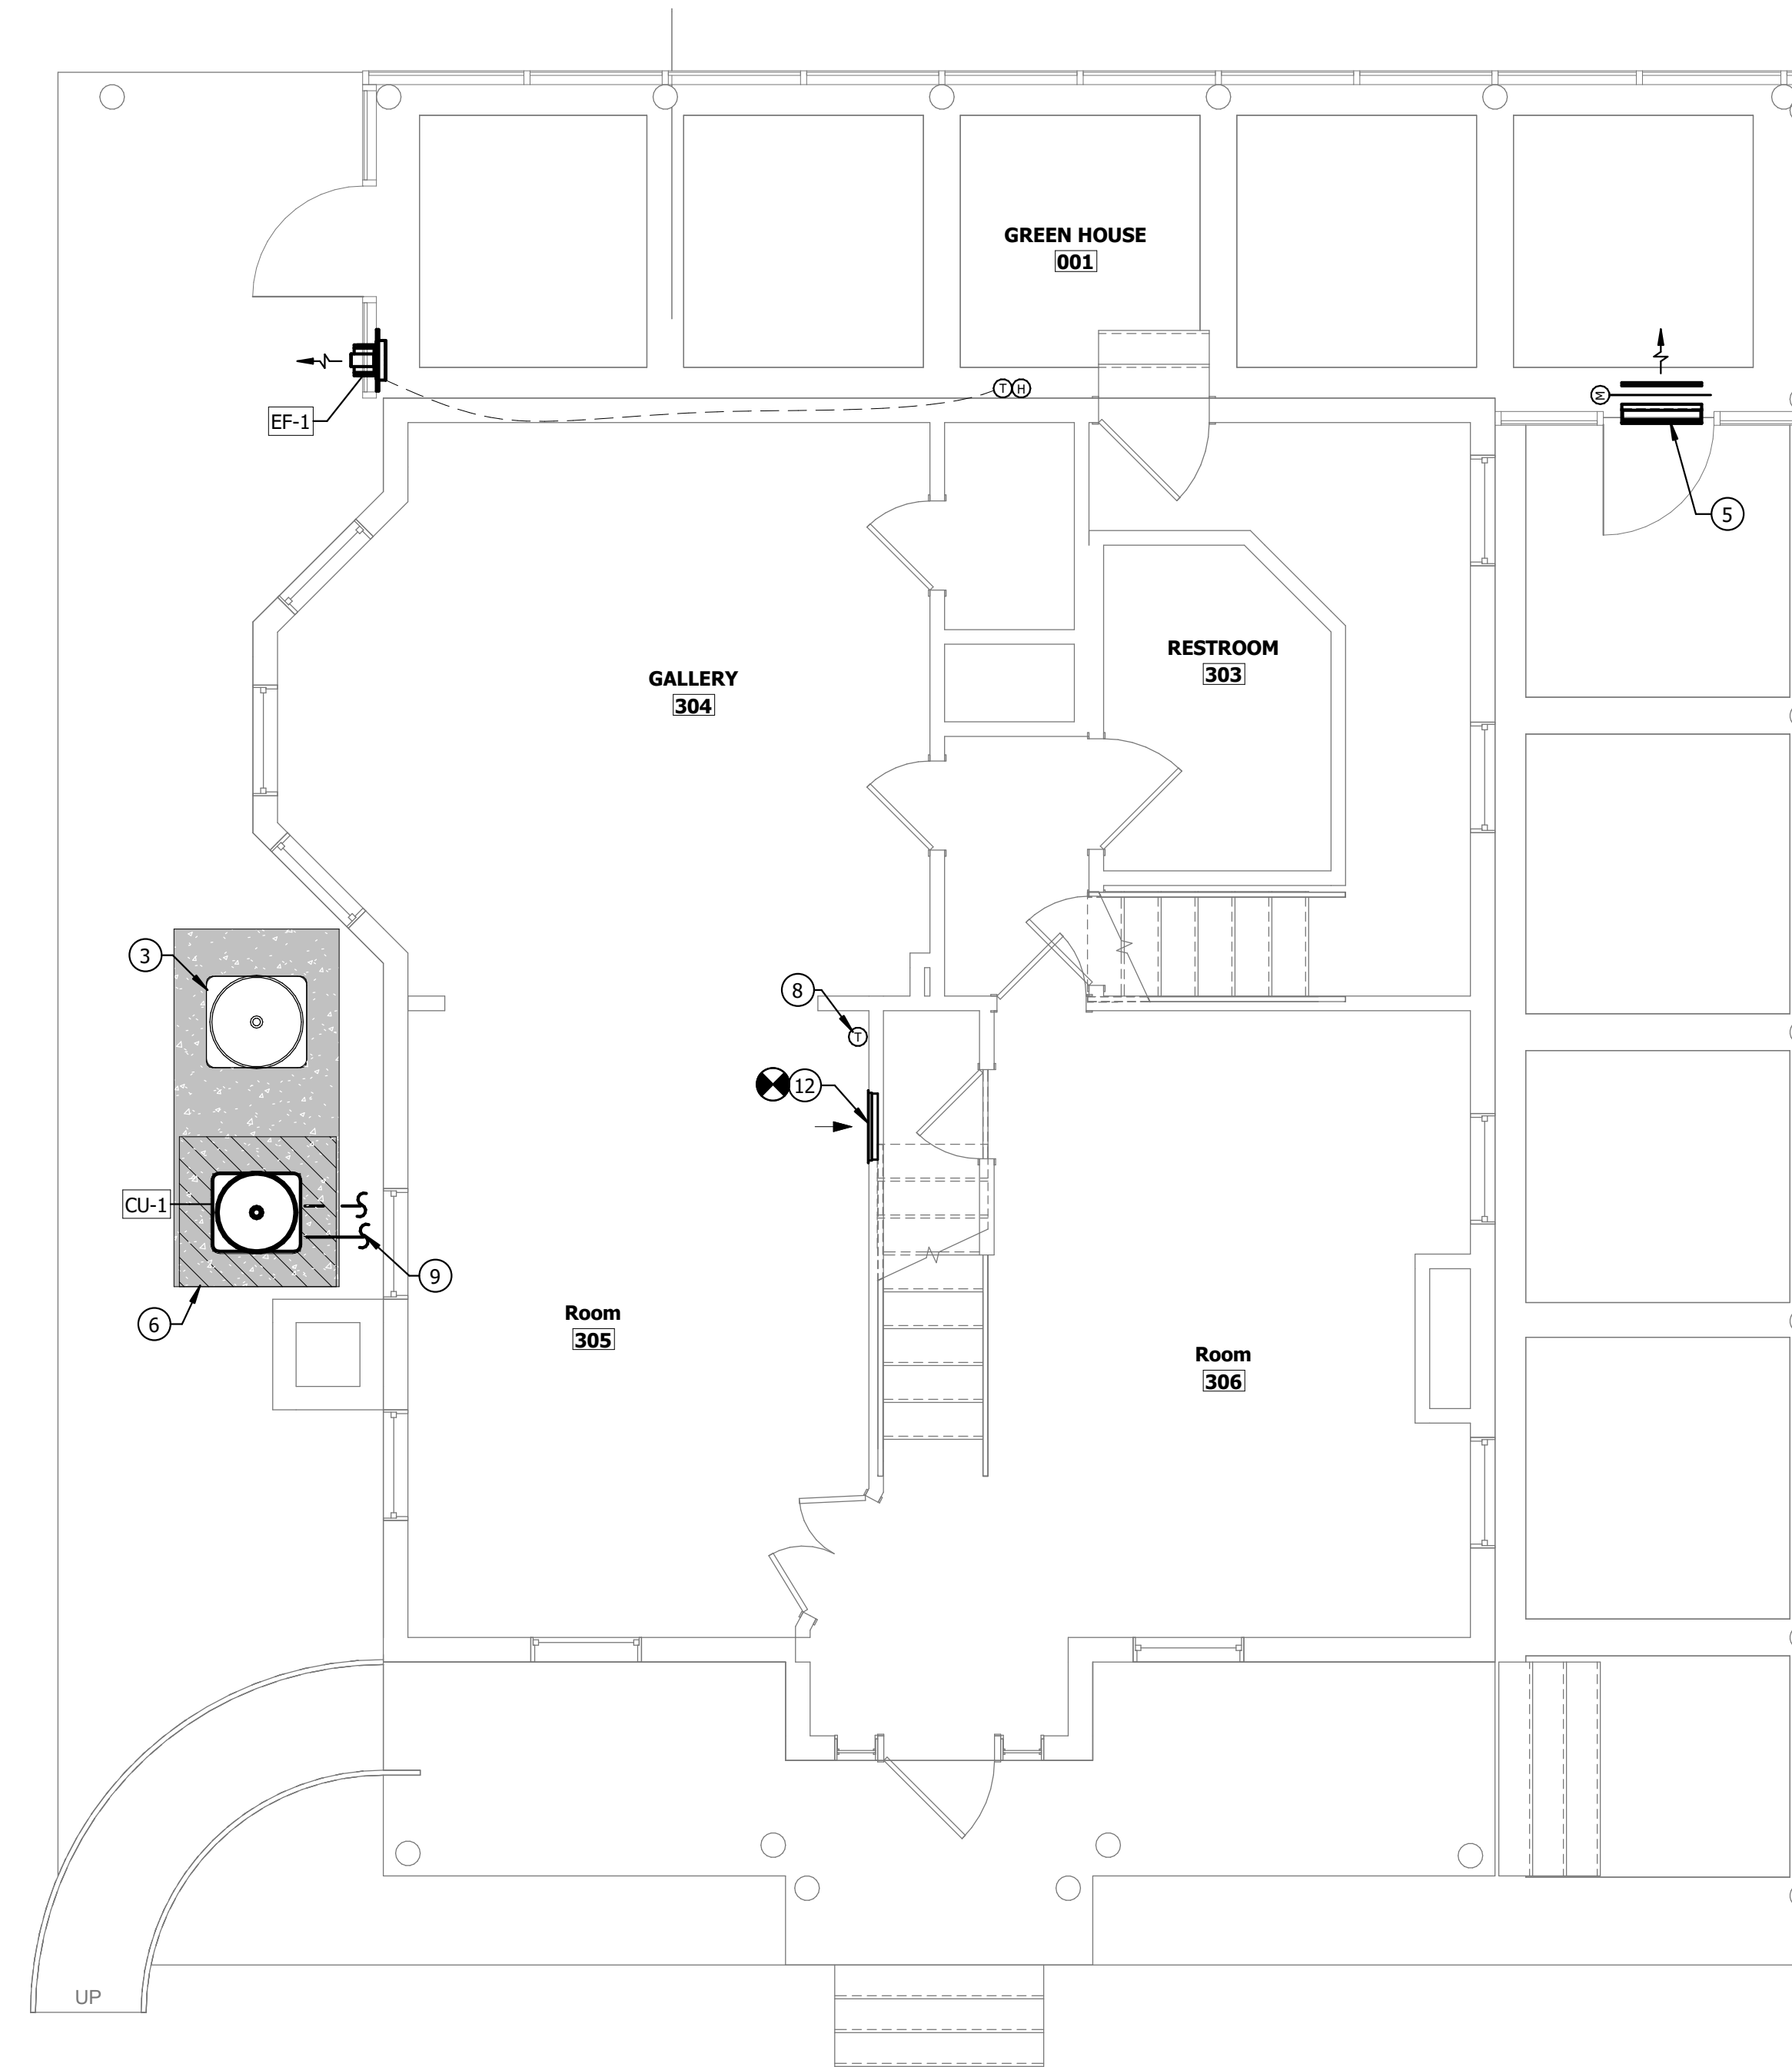 GREEN HOUSE
001
T H
M
EF-1
5
RESTROOM
303
GALLERY
304
3
8
T
12
CU-1
9
6
Room
305
Room
306
UP